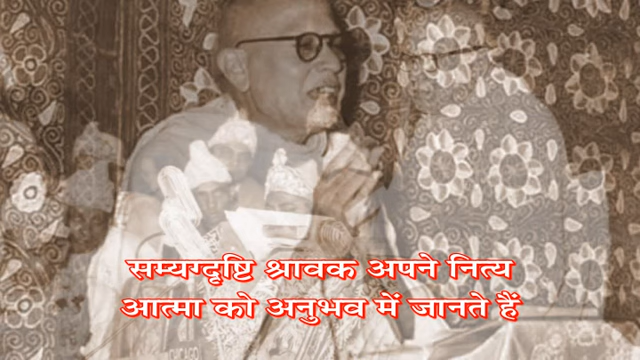 सम्यग्दृष्टि श्रावक अपने नित्य
आत्मा को अनुभव में जानते हैं